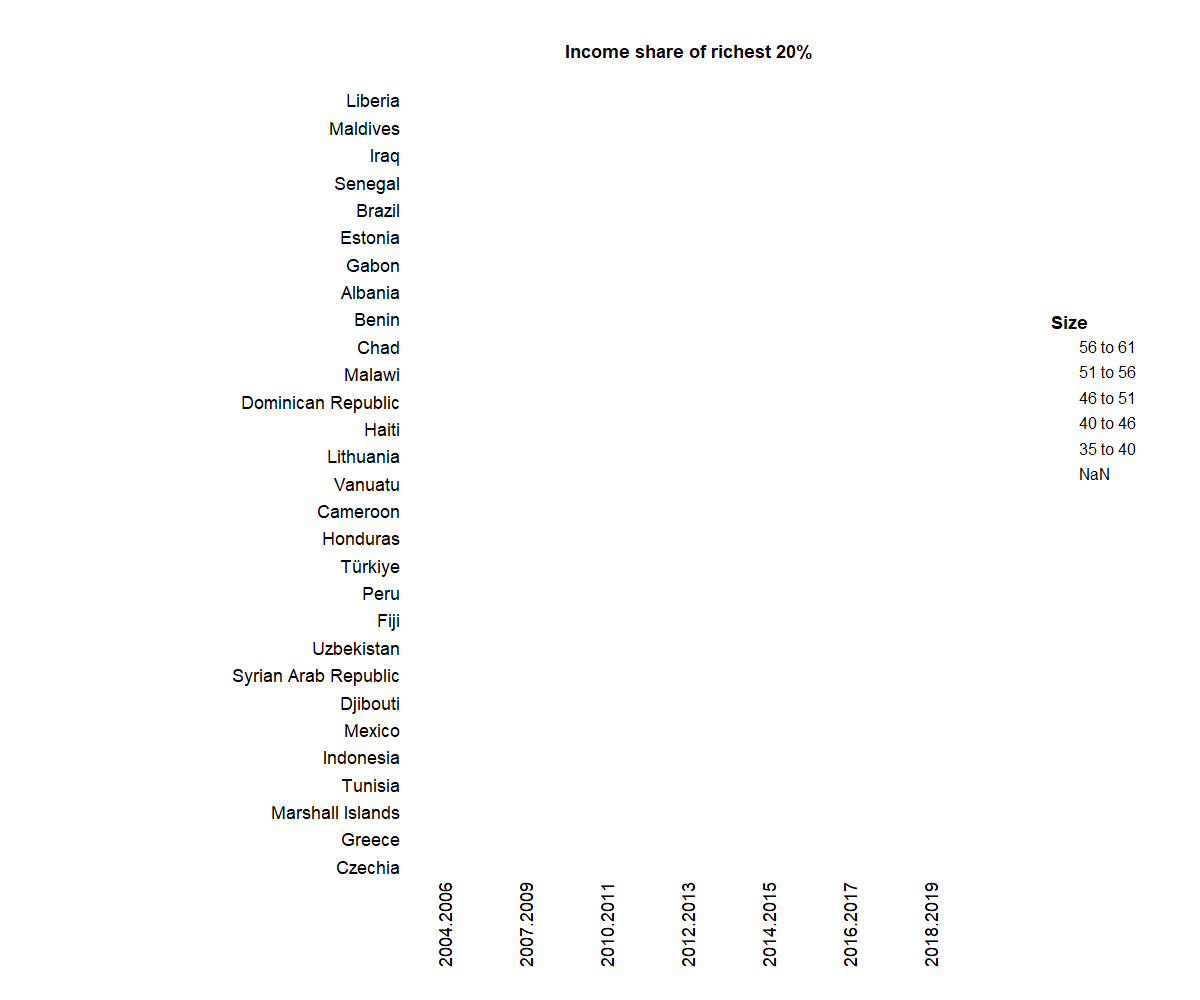 Income share of richest 20%
Liberia
Maldives
Iraq
Senegal
Brazil
Estonia
Gabon
Albania
Benin
Chad
Malawi
Dominican Republic
Haiti
Lithuania
Vanuatu
Cameroon
Honduras
Türkiye
Peru
Fiji
Uzbekistan
Syrian Arab Republic
Djibouti
Mexico
Indonesia
Tunisia
Marshall Islands
Greece
Czechia
2004.2006
2007.2009
2010.2011
2012.2013
2014.2015
2016.2017
2018.2019
Size
56 to 61
51 to 56
46 to 51
40 to 46
35 to 40
NaN